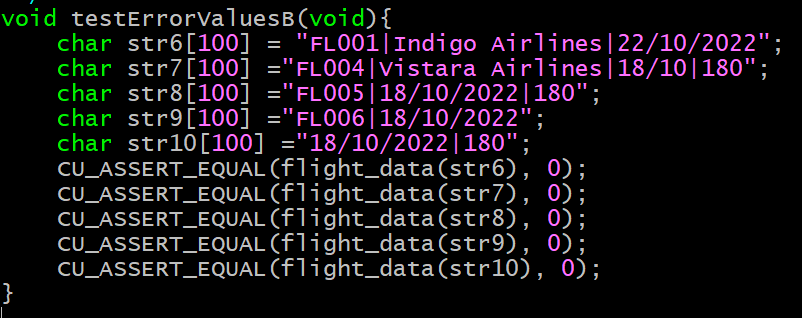 void testErrorValuesB(void){
    char str6[100] = "FL001|Indigo Airlines|22/10/2022";
    char str7[100] ="FL004|Vistara Airlines|18/10|180";
    char str8[100] ="FL005|18/10/2022|180";
    char str9[100] ="FL006|18/10/2022";
    char str10[100] ="18/10/2022|180";
    CU_ASSERT_EQUAL(flight_data(str6), 0);
    CU_ASSERT_EQUAL(flight_data(str7), 0);
    CU_ASSERT_EQUAL(flight_data(str8), 0);
    CU_ASSERT_EQUAL(flight_data(str9), 0);
    CU_ASSERT_EQUAL(flight_data(str10), 0);
}